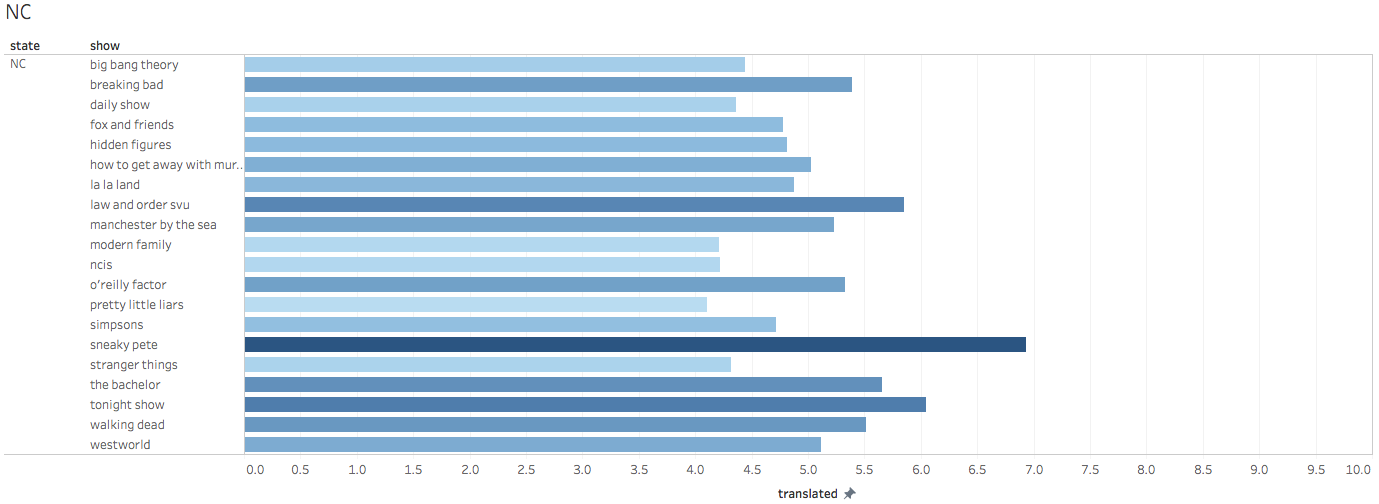 NC
state show
NC big bang theory
breaking bad
daily show
fox and friends
hidden figures
how to get away with mur..
la la land
law and order svu
manchester by the sea
modern family
ncis
o'reilly factor
pretty little liars
simpsons
sneaky pete
stranger things
the bachelor
tonight show
walking dead
westworld
0.0 0.5 1.0 1.5 2.0 2.5 3.0 3.5 4.0 4.5 5.0 5.5 6.0 6.5 7.0 7.5 8.0 8.5 9.0 9.5 10.0
translated